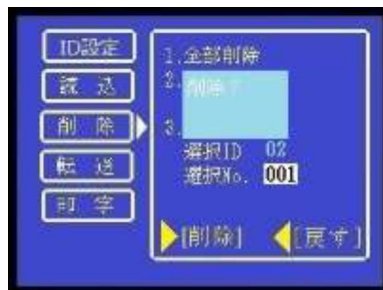 ID設定
読込
削除
転送
印字
1.全部削除
2.
削除?
3.
選択ID 02
選択No. 001
[削除]
[戻す]